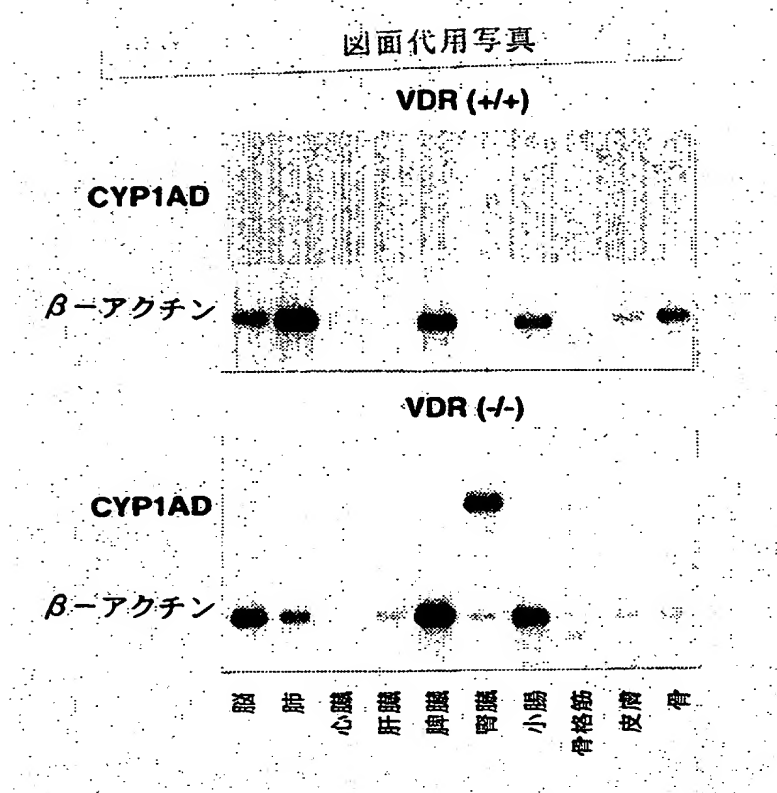 図面代用写真
VDR (+/+)
CYP1AD
β−アクチン
VDR (-/-)
CYP1AD
β−アクチン
脳 肺 心臓 肝臓 脾臓 腎臓 小腸 骨格筋 皮膚 骨